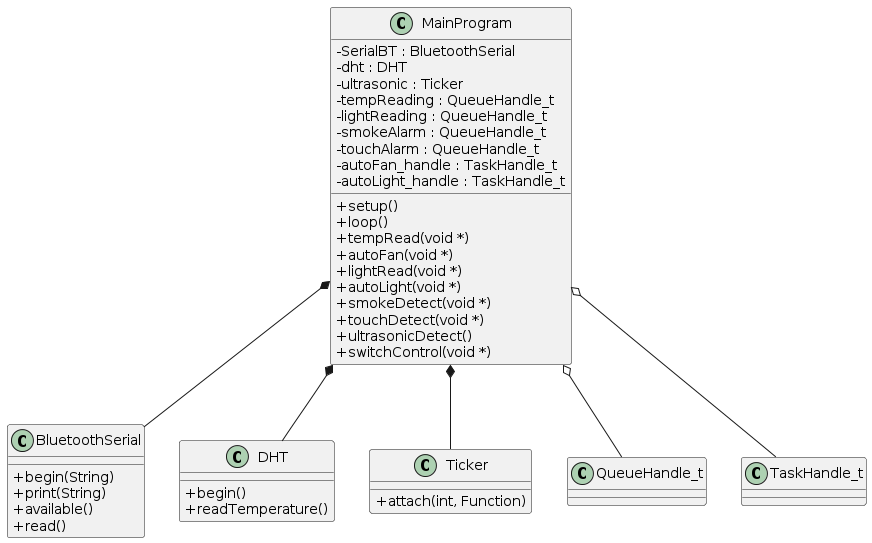 C MainProgram
-SerialBT : BluetoothSerial
-dht : DHT
-ultrasonic : Ticker
-tempReading : QueueHandle_t
-lightReading : QueueHandle_t
-smokeAlarm : QueueHandle_t
-touchAlarm : QueueHandle_t
-autoFan_handle : TaskHandle_t
-autoLight_handle : TaskHandle_t
+setup()
+loop()
+tempRead(void *)
+autoFan(void *)
+lightRead(void *)
+autoLight(void *)
+smokeDetect(void *)
+touchDetect(void *)
+ultrasonicDetect()
+switchControl(void *)
C BluetoothSerial
+begin(String)
+print(String)
+available()
+read()
C DHT
+begin()
+readTemperature()
C Ticker
+attach(int, Function)
C QueueHandle_t
C TaskHandle_t